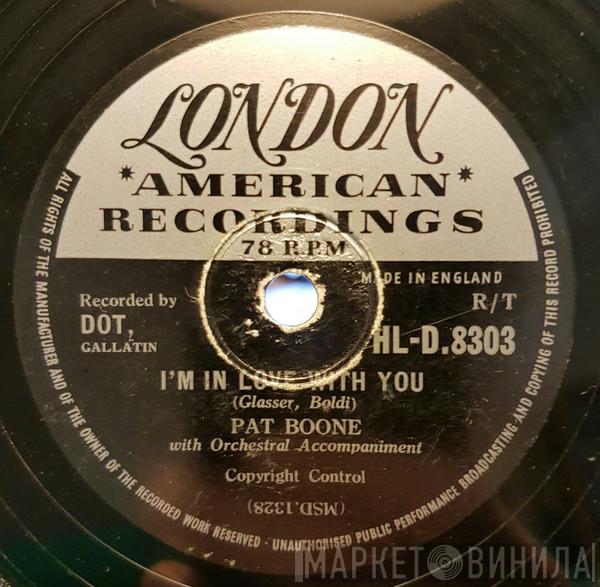 LONDON
*AMERICAN*
RECORDINGS
78 R.P.M
MADE IN ENGLAND
Recorded by
DOT,
GALLATIN
R/T
HL-D.8303
I'M IN LOVE WITH YOU
(Glasser, Boldi)
PAT BOONE
with Orchestral Accompaniment
Copyright Control
(MSD.1328)
ALL RIGHTS OF THE MANUFACTURER AND OF THE OWNER OF THE RECORDED WORK RESERVED · UNAUTHORISED PUBLIC PERFORMANCE BROADCASTING AND COPYING OF THIS RECORD PROHIBITED
МАРКЕТ ВИНИЛА